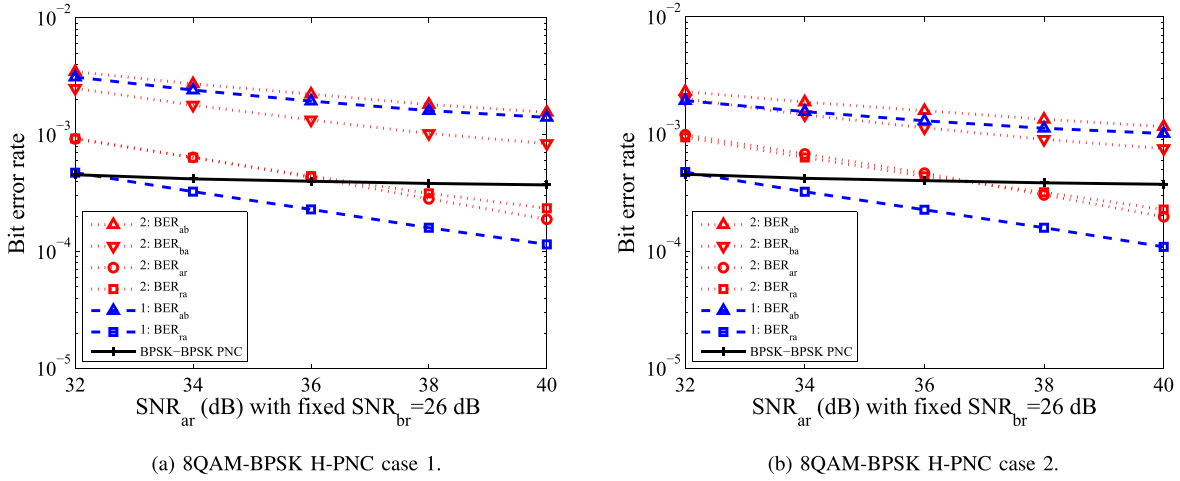 10^-2
10^-3
10^-4
10^-5
Bit error rate
2: BER_ab
2: BER_ba
2: BER_ar
2: BER_ra
1: BER_ab
1: BER_ra
BPSK−BPSK PNC
32 34 36 38 40
SNR_ar (dB) with fixed SNR_br=26 dB
(a) 8QAM-BPSK H-PNC case 1.
10^-2
10^-3
10^-4
10^-5
Bit error rate
2: BER_ab
2: BER_ba
2: BER_ar
2: BER_ra
1: BER_ab
1: BER_ra
BPSK−BPSK PNC
32 34 36 38 40
SNR_ar (dB) with fixed SNR_br=26 dB
(b) 8QAM-BPSK H-PNC case 2.